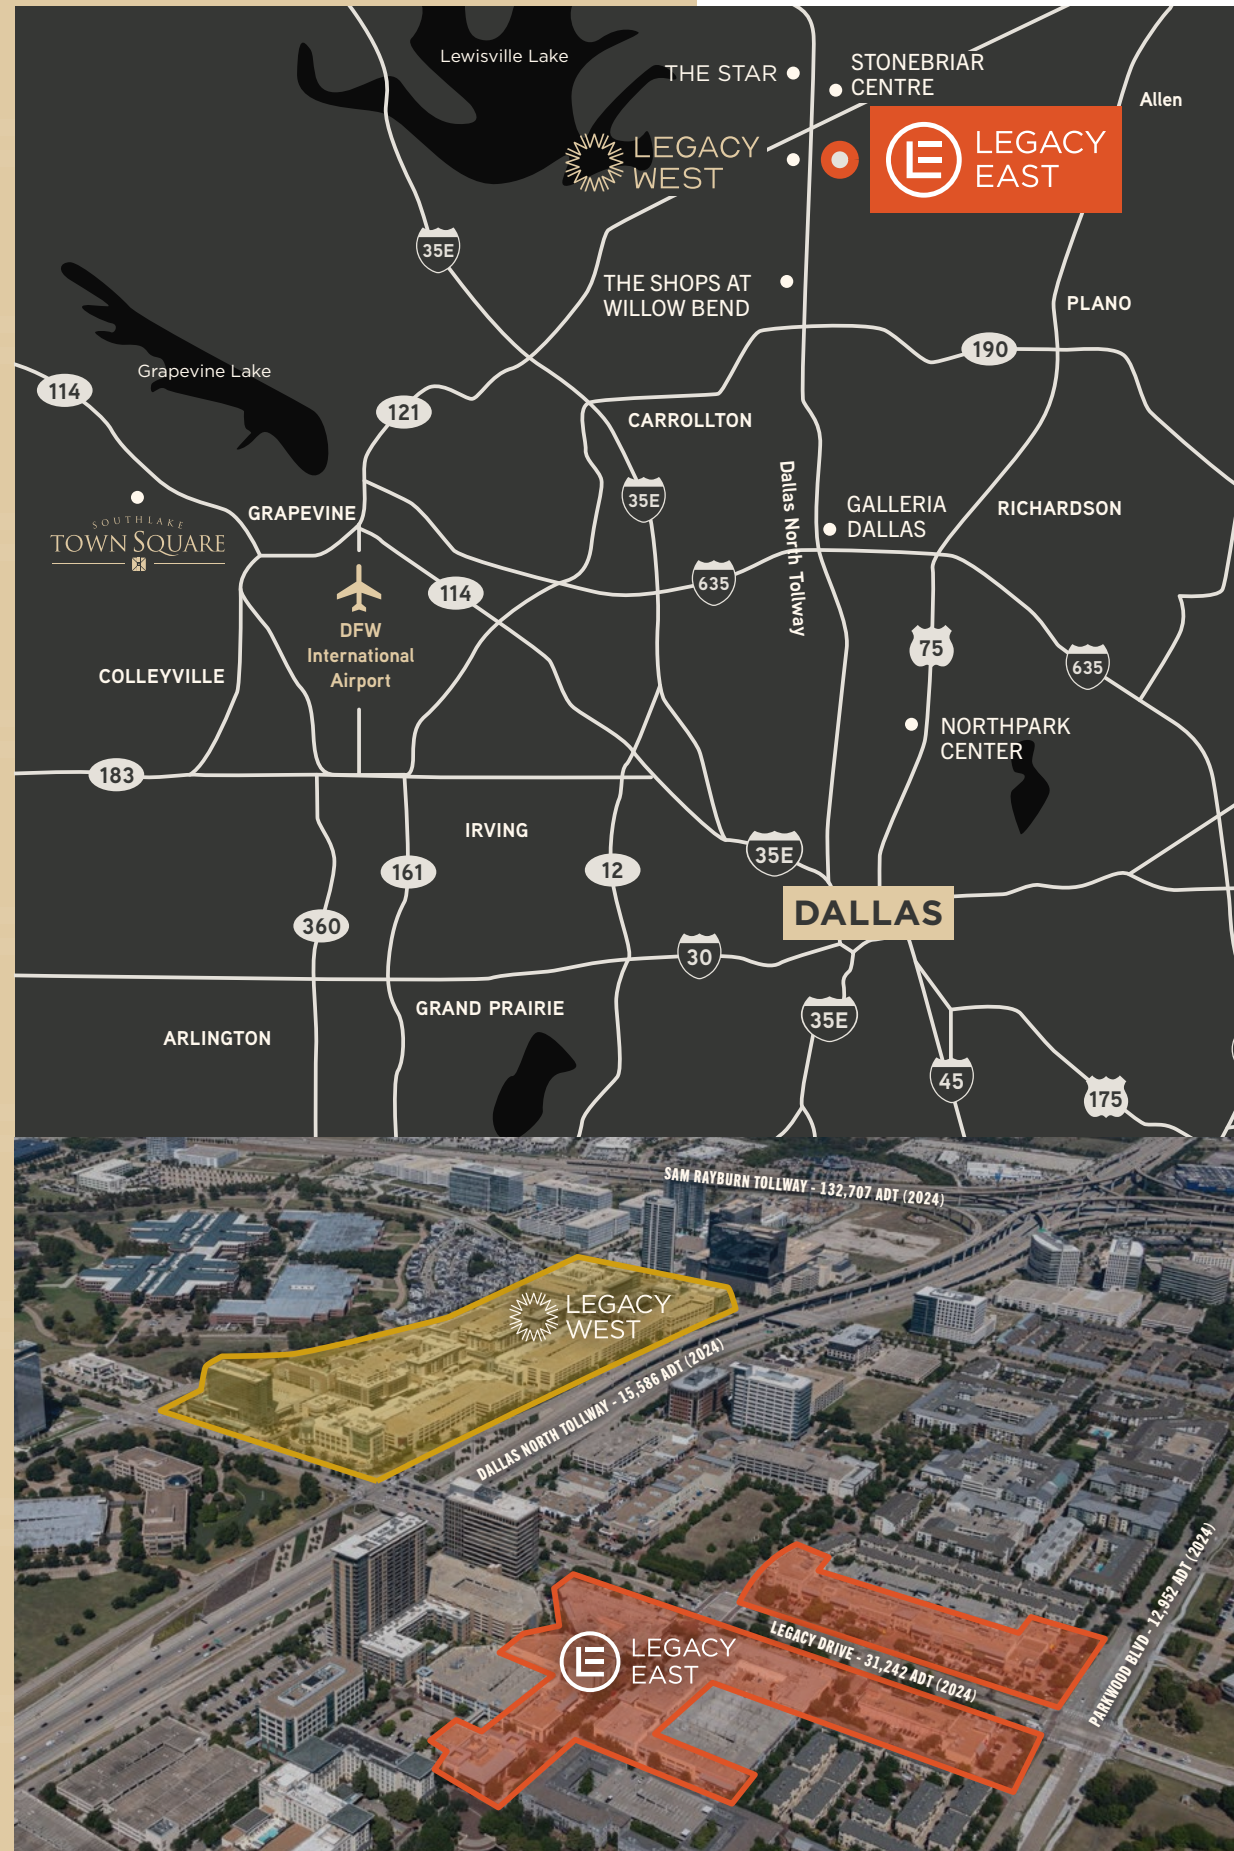 Lewisville Lake
THE STAR
STONEBRIAR
CENTRE
Allen
LEGACY
WEST
LE
LEGACY
EAST
35E
THE SHOPS AT
WILLOW BEND
PLANO
190
Grapevine Lake
114
121
CARROLLTON
Dallas North Tollway
35E
GALLERIA
DALLAS
RICHARDSON
GRAPEVINE
SOUTHLAKE
TOWN SQUARE
635
114
DFW
International
Airport
75
635
COLLEYVILLE
NORTHPARK
CENTER
183
IRVING
35E
161
12
360
DALLAS
30
GRAND PRAIRIE
35E
ARLINGTON
45
175
SAM RAYBURN TOLLWAY - 132,707 ADT (2024)
LEGACY
WEST
DALLAS NORTH TOLLWAY - 15,586 ADT (2024)
PARKWOOD BLVD - 12,952 ADT (2024)
LEGACY DRIVE - 31,242 ADT (2024)
LE
LEGACY
EAST